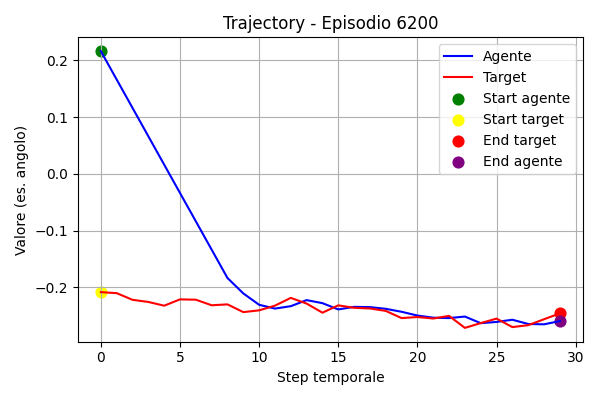 Trajectory - Episodio 6200
Agente
Target
Start agente
Start target
End target
End agente
Valore (es. angolo)
0.2
0.1
0.0
−0.1
−0.2
0 5 10 15 20 25 30
Step temporale